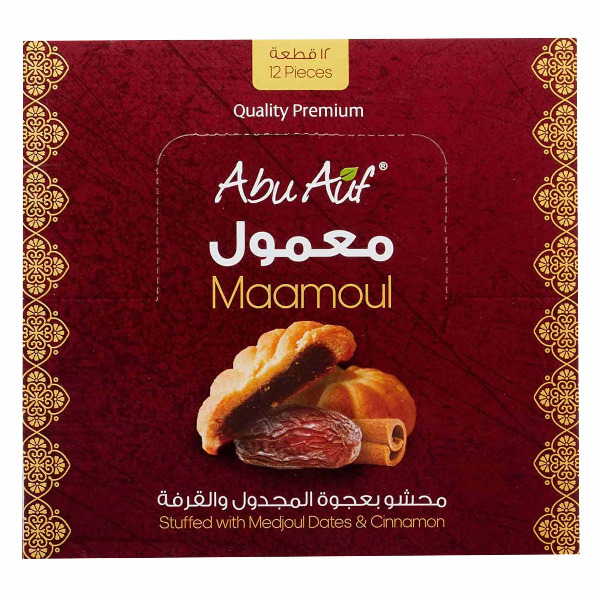 ١٢ قطعة
12 Pieces
Quality Premium
Abu Auf®
معمول
Maamoul
محشو بعجوة المجدول والقرفة
Stuffed with Medjoul Dates & Cinnamon